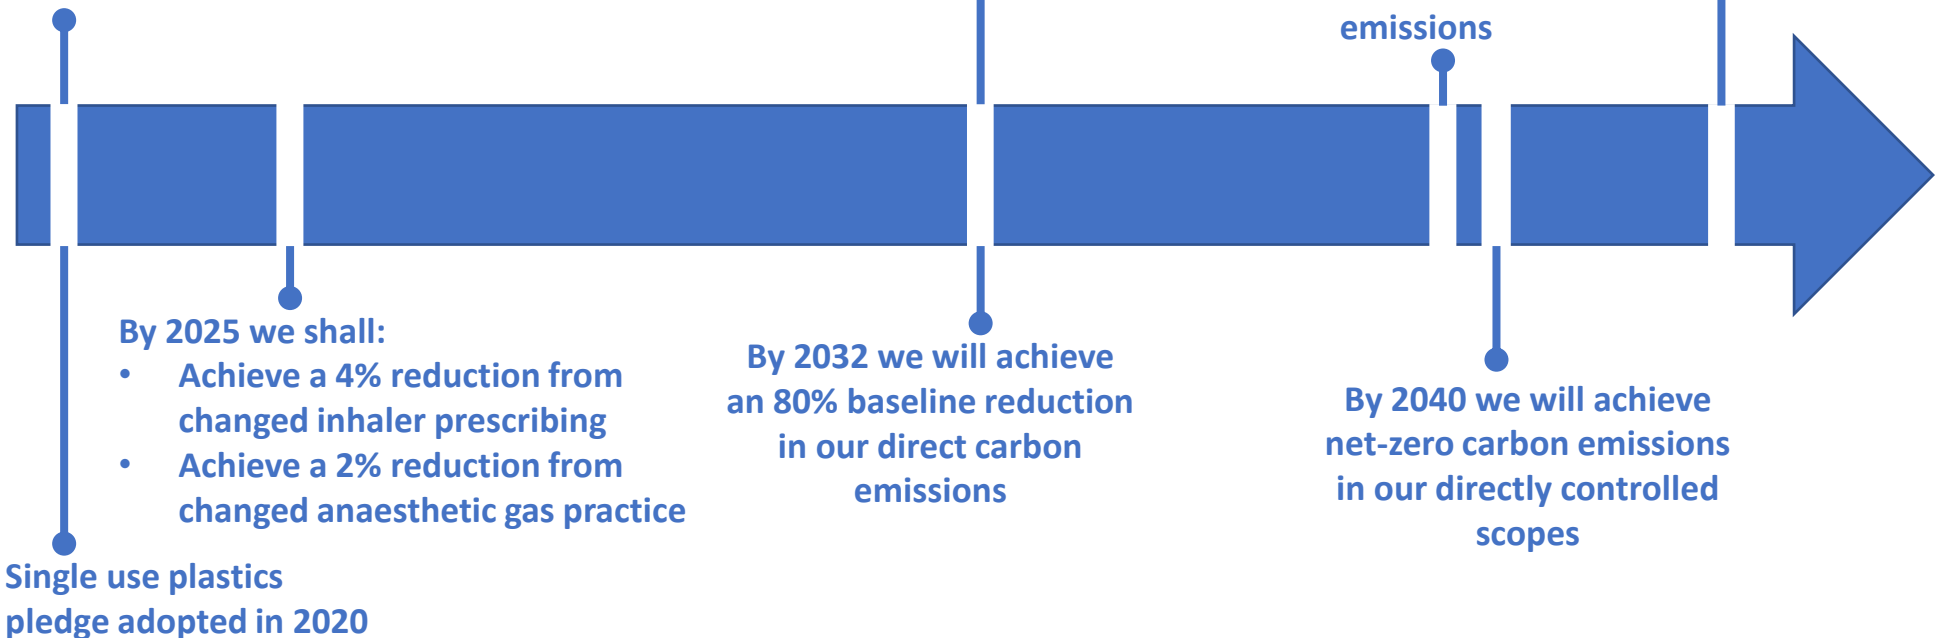 emissions
By 2025 we shall:
• Achieve a 4% reduction from
changed inhaler prescribing
• Achieve a 2% reduction from
changed anaesthetic gas practice
By 2032 we will achieve
an 80% baseline reduction
in our direct carbon
emissions
By 2040 we will achieve
net-zero carbon emissions
in our directly controlled
scopes
Single use plastics
pledge adopted in 2020